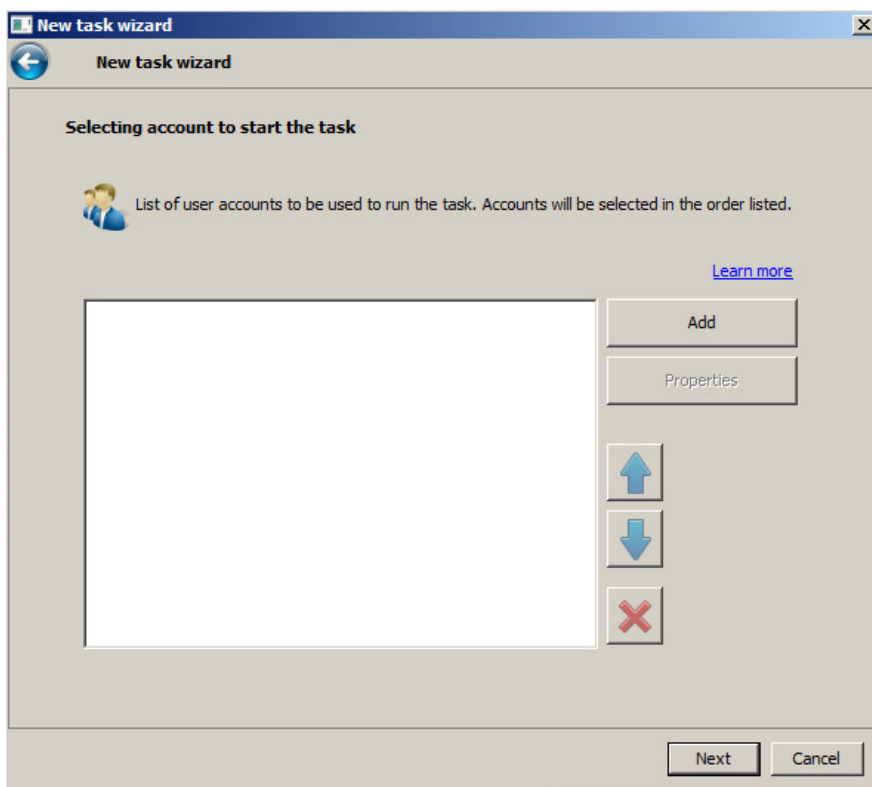 New task wizard
New task wizard
Selecting account to start the task
List of user accounts to be used to run the task. Accounts will be selected in the order listed.
Learn more
Add
Properties
Next
Cancel